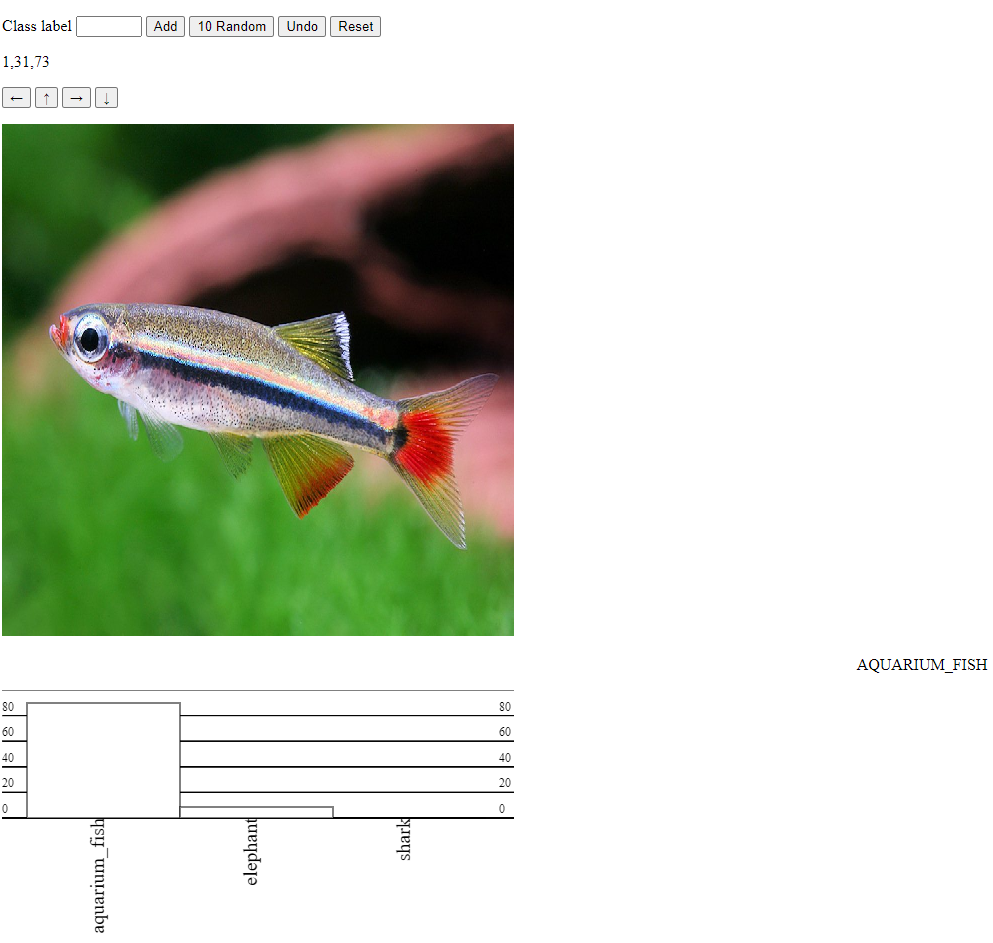 Class label Add 10 Random Undo Reset
1,31,73
← ↑ → ↓
AQUARIUM_FISH
80 80
60 60
40 40
20 20
0 0
aquarium_fish elephant shark